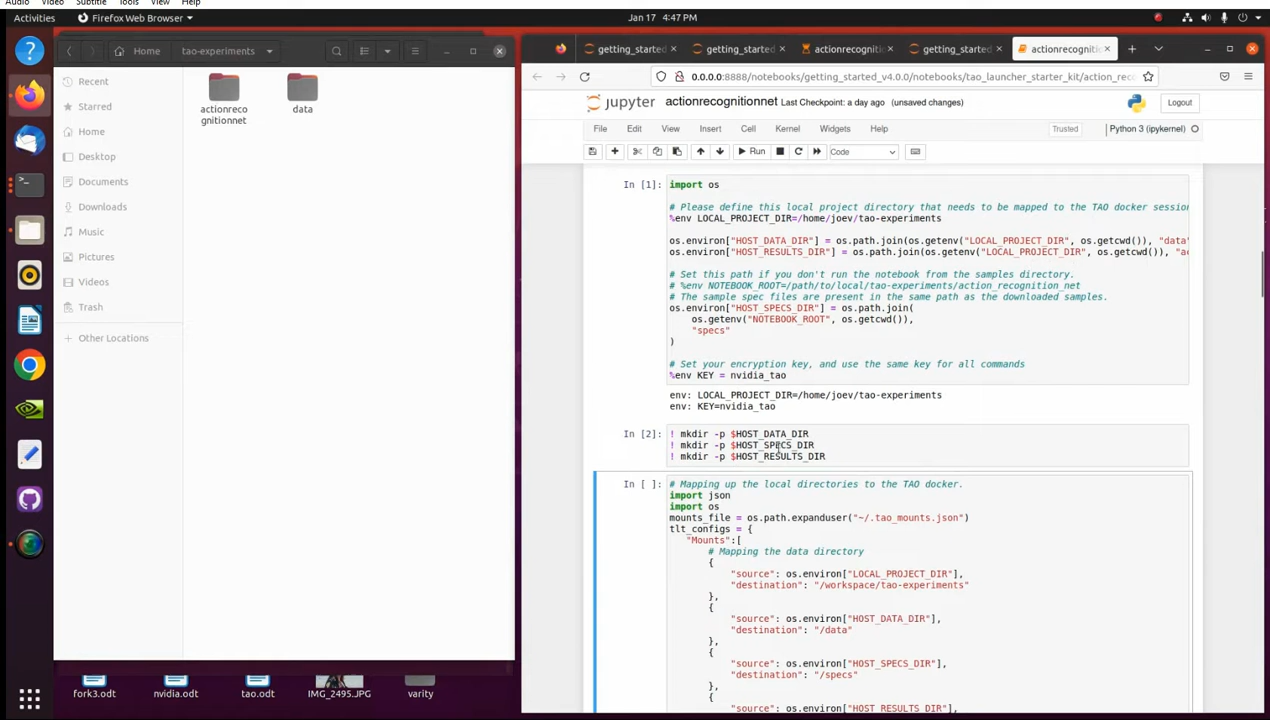 Audio Video Subtitle Tools View Help
Activities Firefox Web Browser Jan 17 4:47 PM
Home tao-experiments
Recent
Starred
Home
Desktop
Documents
Downloads
Music
Pictures
Videos
Trash
+ Other Locations
actionreco
gnitionnet
data
fork3.odt nvidia.odt tao.odt IMG_2495.JPG varity
getting_started getting_started actionrecogniti getting_started actionrecogniti
0.0.0.0:8888/notebooks/getting_started_v4.0.0/notebooks/tao_launcher_starter_kit/action_rec
jupyter actionrecognitionnet Last Checkpoint: a day ago (unsaved changes) Logout
File Edit View Insert Cell Kernel Widgets Help Trusted Python 3 (ipykernel)
Run Code
In [1]: import os
# Please define this local project directory that needs to be mapped to the TAO docker session
%env LOCAL_PROJECT_DIR=/home/joev/tao-experiments
os.environ["HOST_DATA_DIR"] = os.path.join(os.getenv("LOCAL_PROJECT_DIR", os.getcwd()), "data"
os.environ["HOST_RESULTS_DIR"] = os.path.join(os.getenv("LOCAL_PROJECT_DIR", os.getcwd()), "ac
# Set this path if you don't run the notebook from the samples directory.
# %env NOTEBOOK_ROOT=/path/to/local/tao-experiments/action_recognition_net
# The sample spec files are present in the same path as the downloaded samples.
os.environ["HOST_SPECS_DIR"] = os.path.join(
os.getenv("NOTEBOOK_ROOT", os.getcwd()),
"specs"
)
# Set your encryption key, and use the same key for all commands
%env KEY = nvidia_tao
env: LOCAL_PROJECT_DIR=/home/joev/tao-experiments
env: KEY=nvidia_tao
In [2]: ! mkdir -p $HOST_DATA_DIR
! mkdir -p $HOST_SPECS_DIR
! mkdir -p $HOST_RESULTS_DIR
In [ ]: # Mapping up the local directories to the TAO docker.
import json
import os
mounts_file = os.path.expanduser("~/.tao_mounts.json")
tlt_configs = {
"Mounts":[
# Mapping the data directory
{
"source": os.environ["LOCAL_PROJECT_DIR"],
"destination": "/workspace/tao-experiments"
},
{
"source": os.environ["HOST_DATA_DIR"],
"destination": "/data"
},
{
"source": os.environ["HOST_SPECS_DIR"],
"destination": "/specs"
},
{
"source": os.environ["HOST_RESULTS_DIR"],